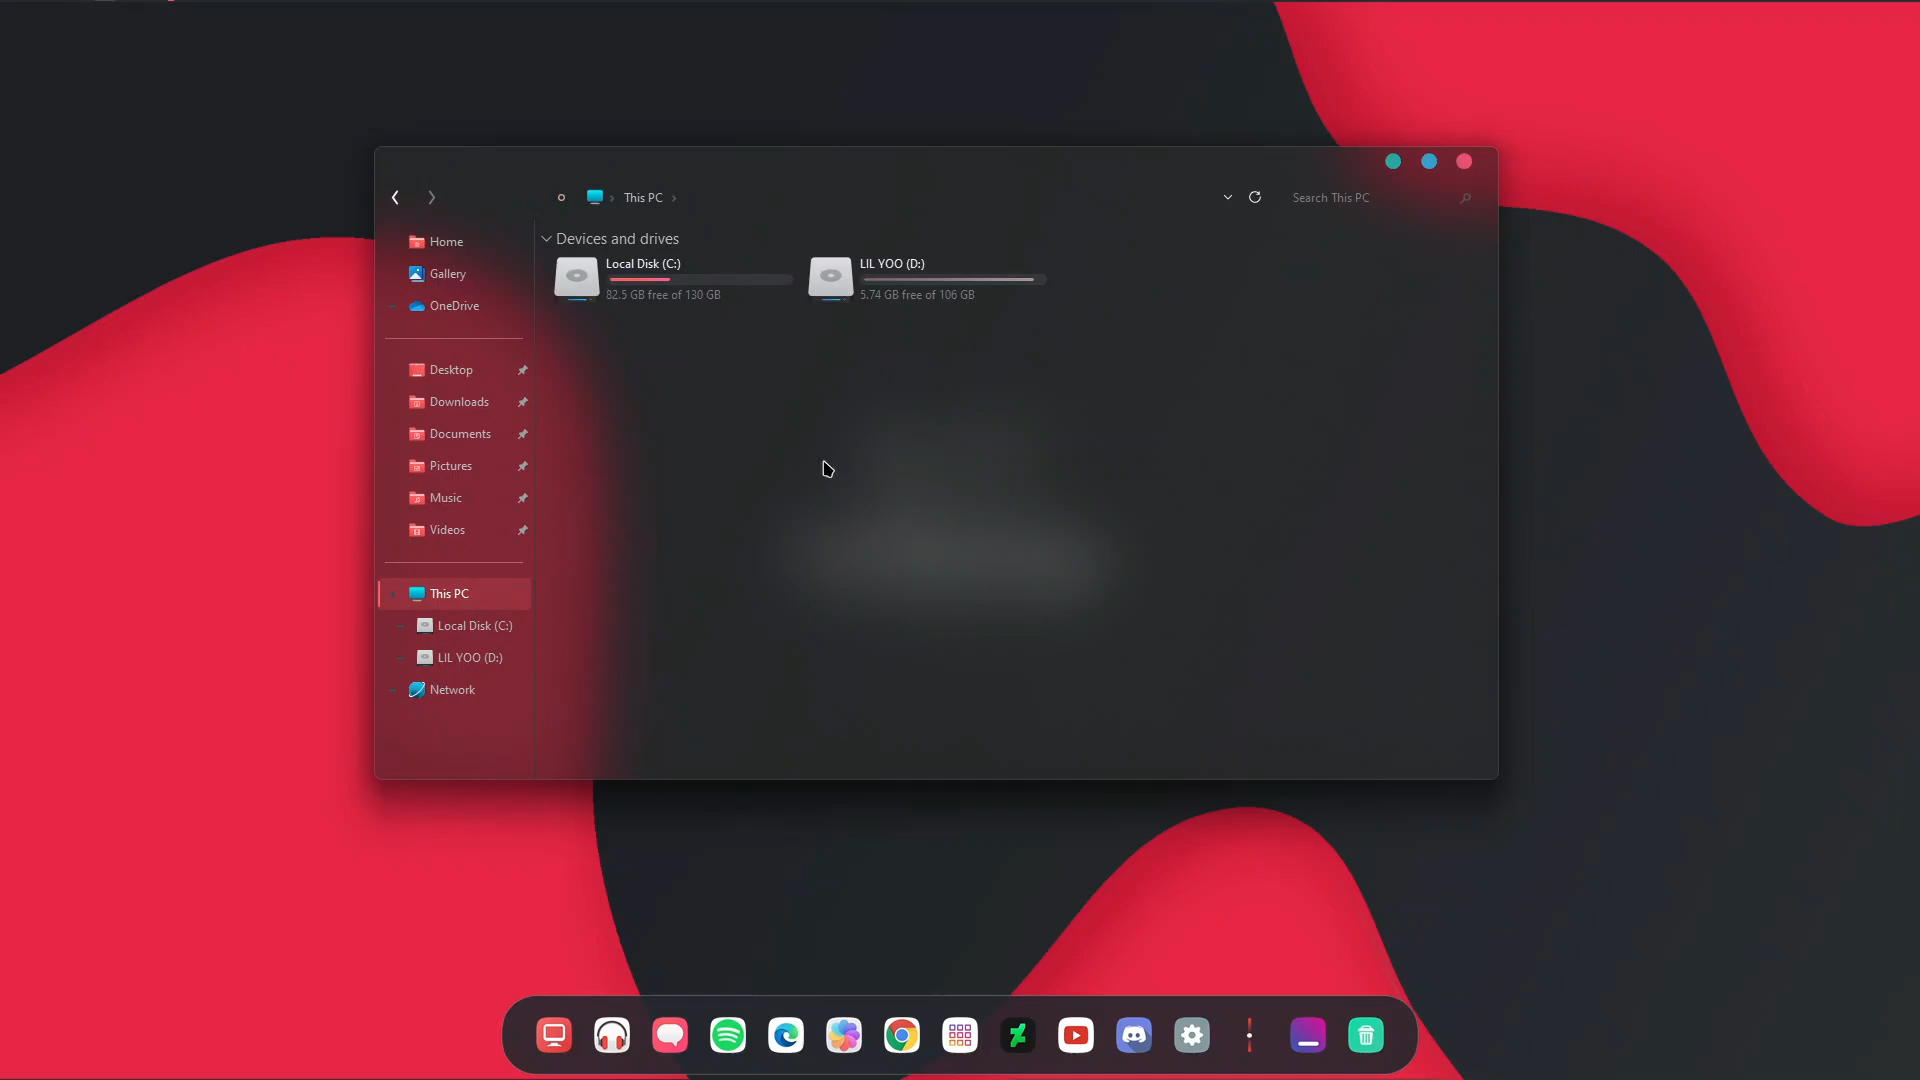 This PC
Search This PC
Home
Gallery
OneDrive
Desktop
Downloads
Documents
Pictures
Music
Videos
This PC
Local Disk (C:)
LIL YOO (D:)
Network
Devices and drives
Local Disk (C:)
82.5 GB free of 130 GB
LIL YOO (D:)
5.74 GB free of 106 GB